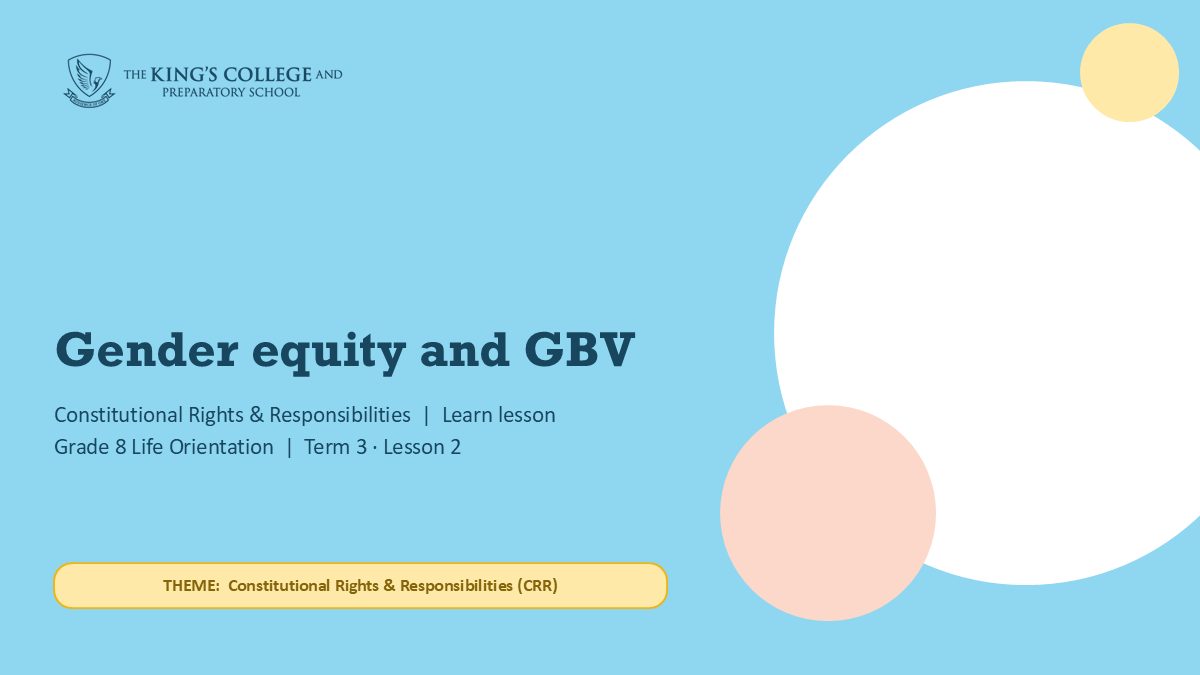 THE KING'S COLLEGE AND
PREPARATORY SCHOOL
Gender equity and GBV
Constitutional Rights & Responsibilities | Learn lesson
Grade 8 Life Orientation | Term 3 · Lesson 2
THEME: Constitutional Rights & Responsibilities (CRR)